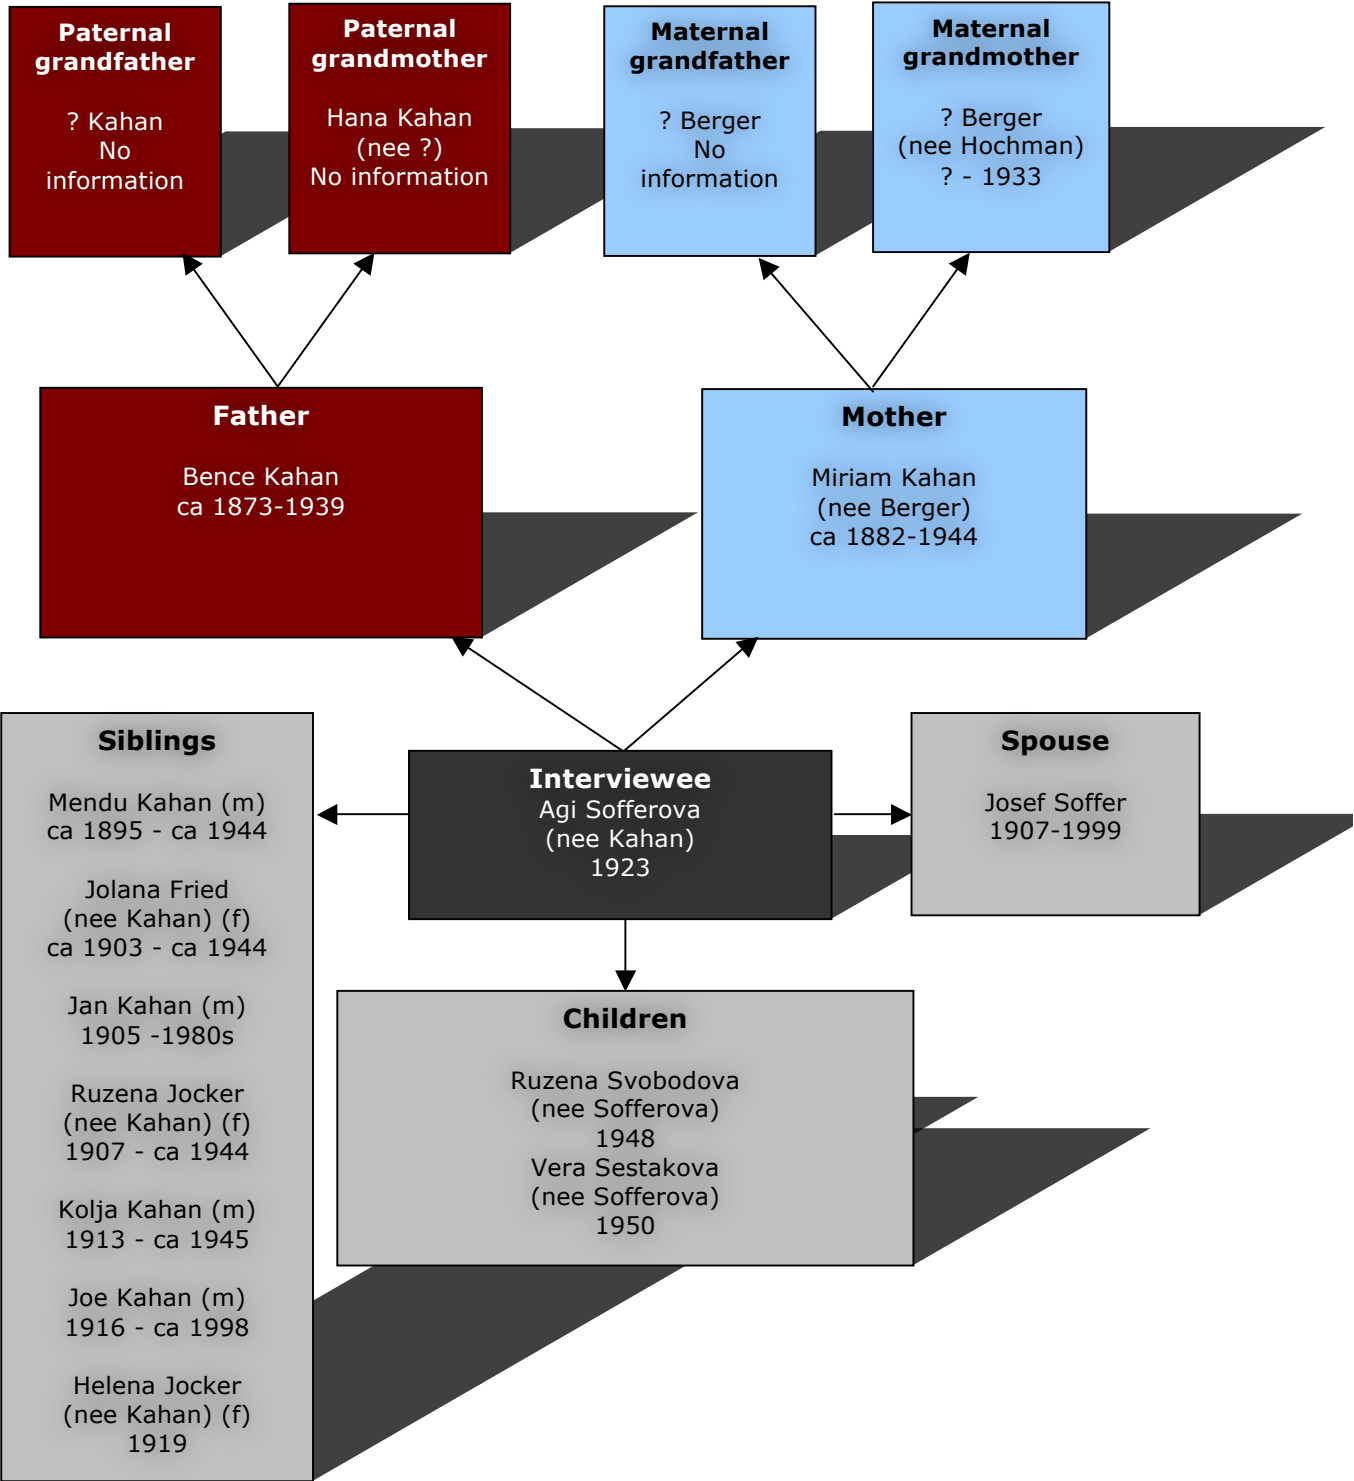 Paternal
grandfather
? Kahan
No
information
Paternal
grandmother
Hana Kahan
(nee ?)
No information
Maternal
grandfather
? Berger
No
information
Maternal
grandmother
? Berger
(nee Hochman)
? - 1933
Father
Bence Kahan
ca 1873-1939
Mother
Miriam Kahan
(nee Berger)
ca 1882-1944
Siblings
Mendu Kahan (m)
ca 1895 - ca 1944
Jolana Fried
(nee Kahan) (f)
ca 1903 - ca 1944
Jan Kahan (m)
1905 -1980s
Ruzena Jocker
(nee Kahan) (f)
1907 - ca 1944
Kolja Kahan (m)
1913 - ca 1945
Joe Kahan (m)
1916 - ca 1998
Helena Jocker
(nee Kahan) (f)
1919
Interviewee
Agi Sofferova
(nee Kahan)
1923
Spouse
Josef Soffer
1907-1999
Children
Ruzena Svobodova
(nee Sofferova)
1948
Vera Sestakova
(nee Sofferova)
1950